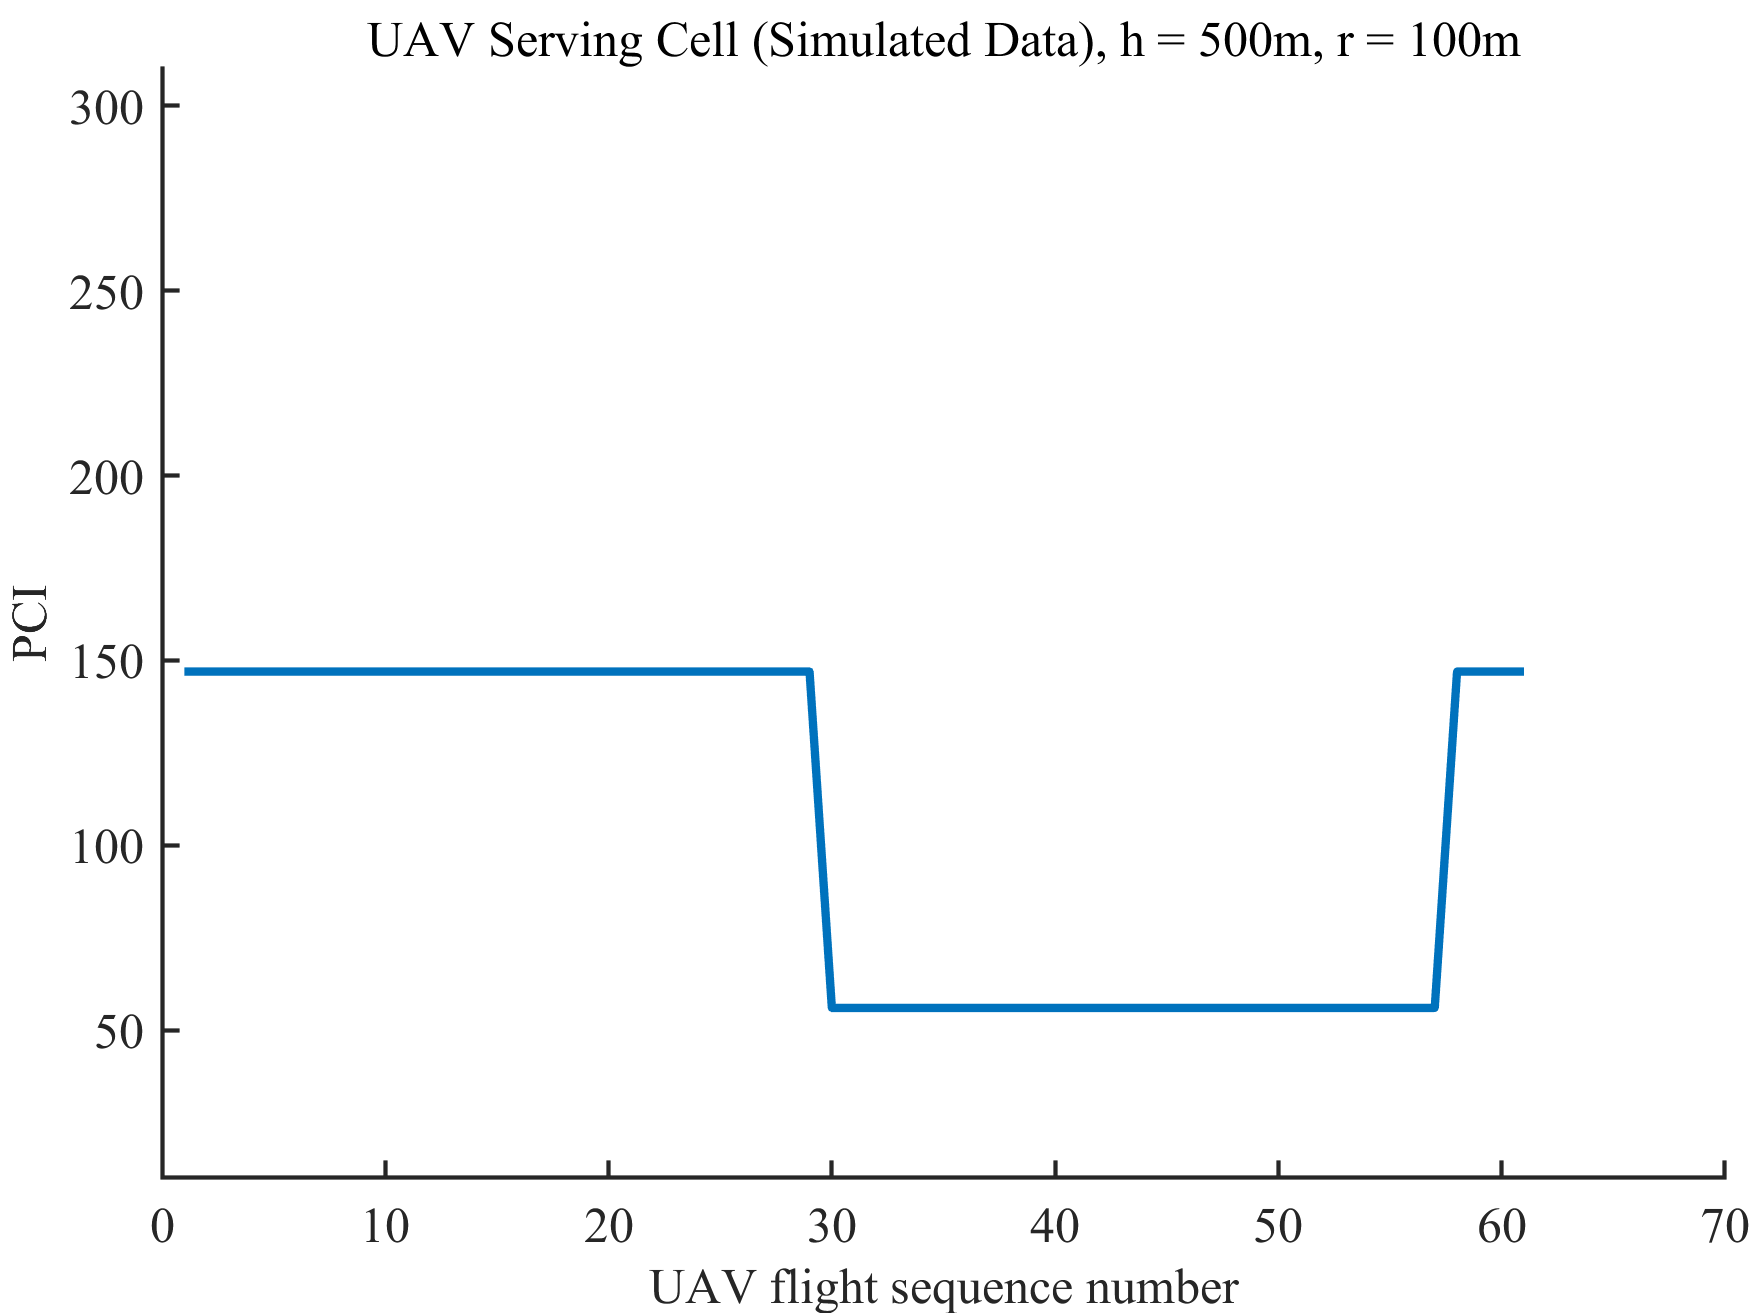 UAV Serving Cell (Simulated Data), h = 500m, r = 100m
300
250
200
150
100
50
PCI
0 10 20 30 40 50 60 70
UAV flight sequence number